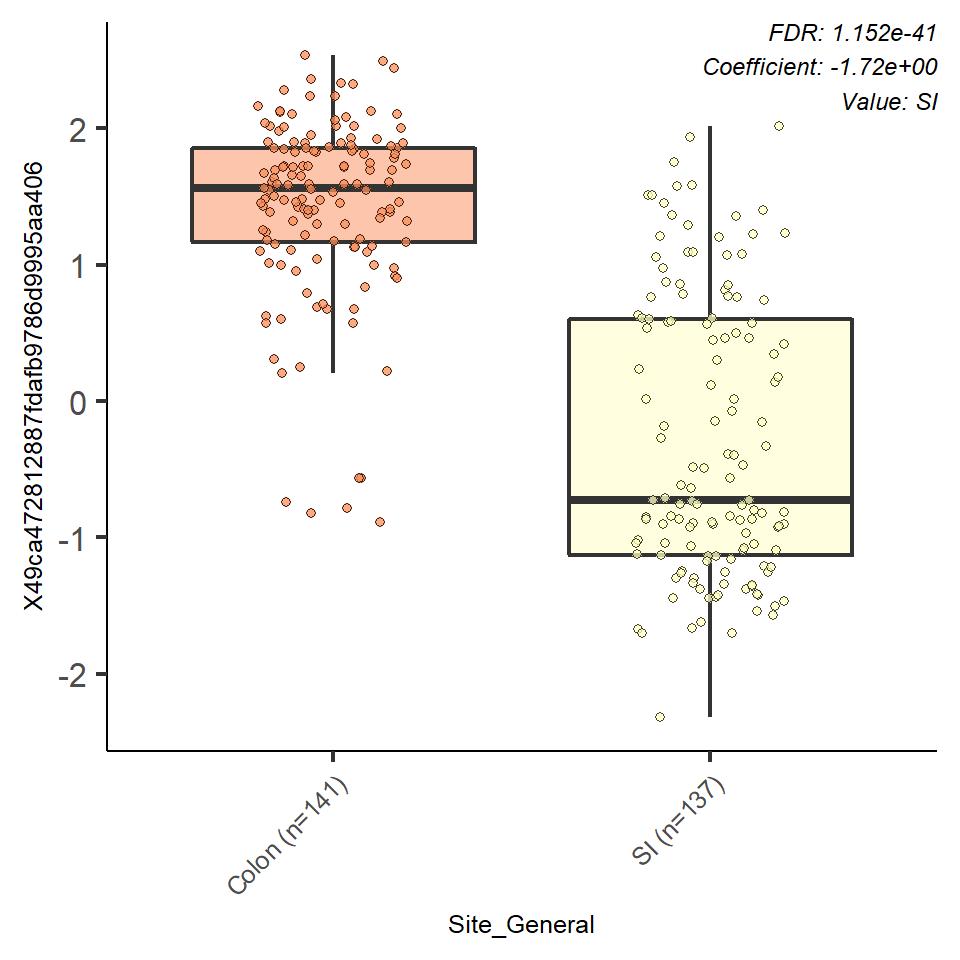 FDR: 1.152e-41
Coefficient: -1.72e+00
Value: SI
X49ca472812887fdafb9786d9995aa406
2
1
0
-1
-2
Colon (n=141)
SI (n=137)
Site_General